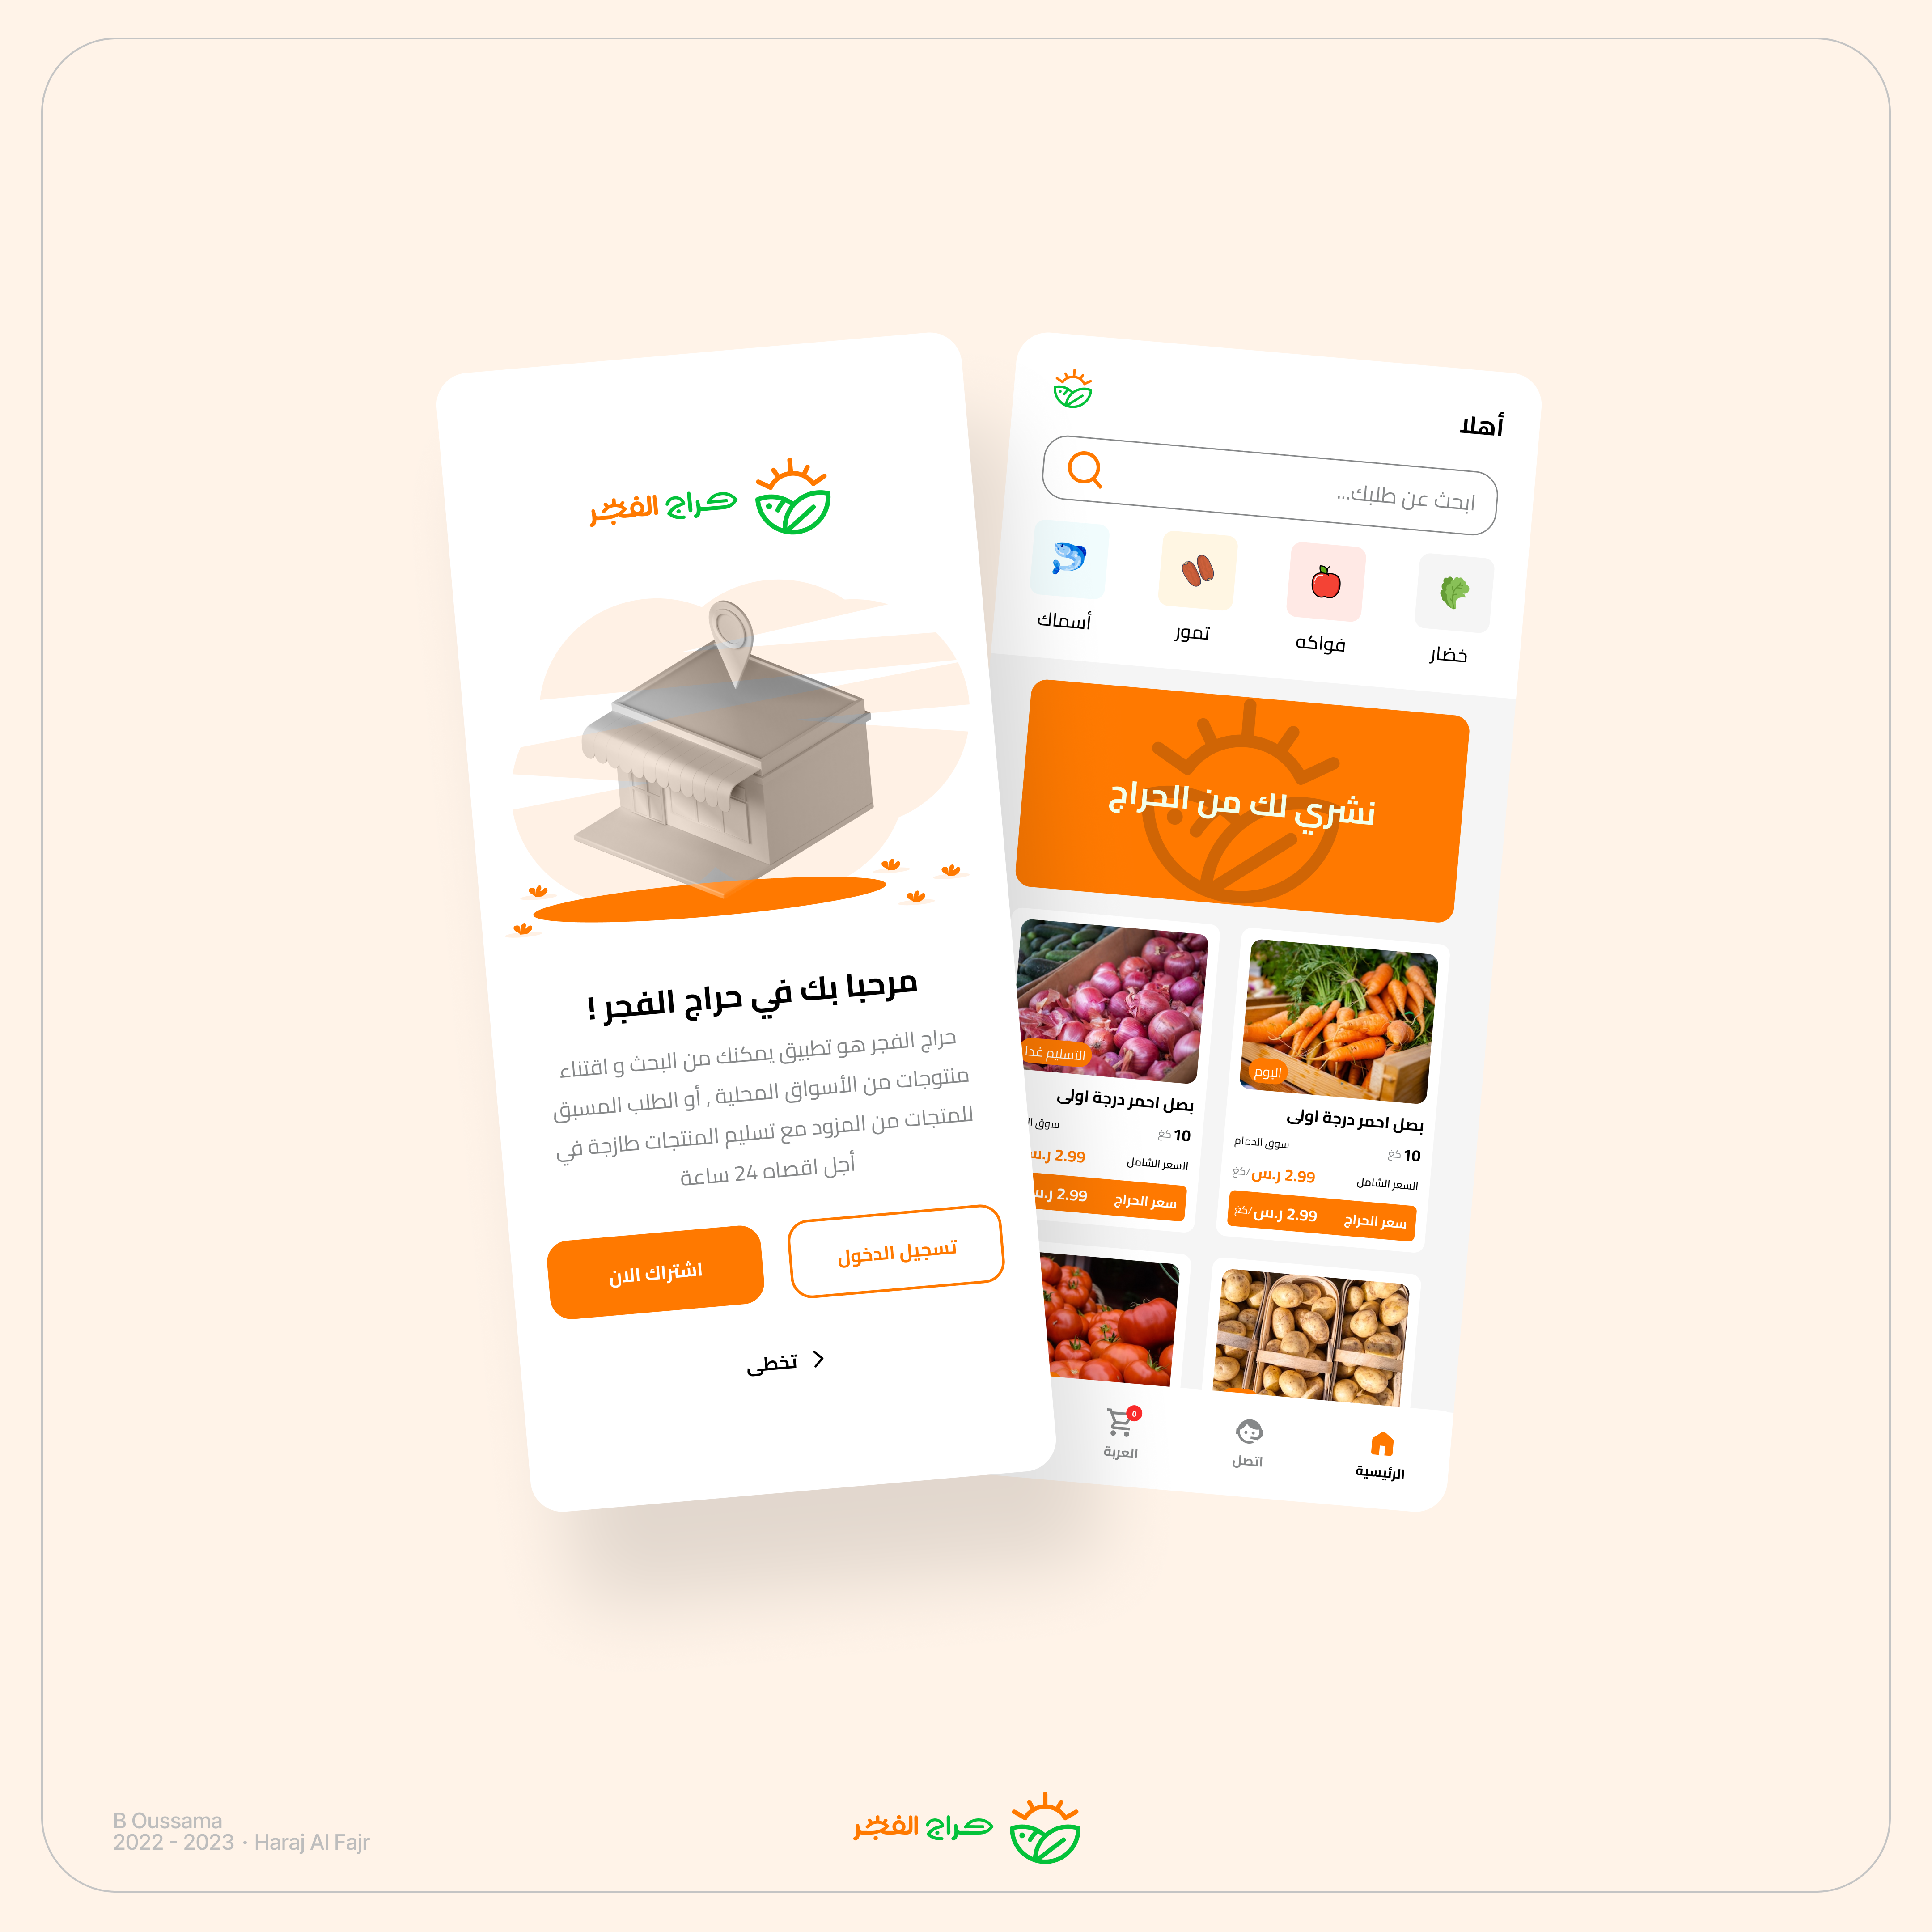 حراج الفجر
مرحبا بك في حراج الفجر !
حراج الفجر هو تطبيق يمكنك من البحث و اقتناء
منتوجات من الأسواق المحلية , أو الطلب المسبق
للمنتجات من المزود مع تسليم المنتجات طازجة في
أجل اقصاه 24 ساعة
تسجيل الدخول
اشتراك الان
تخطى
أهلا
ابحث عن طلبك...
خضار
فواكه
تمور
أسماك
نشري لك من الحراج
اليوم
بصل احمر درجة اولى
10 كغ
سوق الدمام
السعر الشامل
2.99 ر.س/كغ
سعر الحراج
2.99 ر.س/كغ
التسليم غدا
بصل احمر درجة اولى
10 كغ
سوق
السعر الشامل
2.99 ر.س
سعر الحراج
2.99 ر.س
الرئيسية
اتصل
0
العربة
B Oussama
2022 - 2023 · Haraj Al Fajr
حراج الفجر